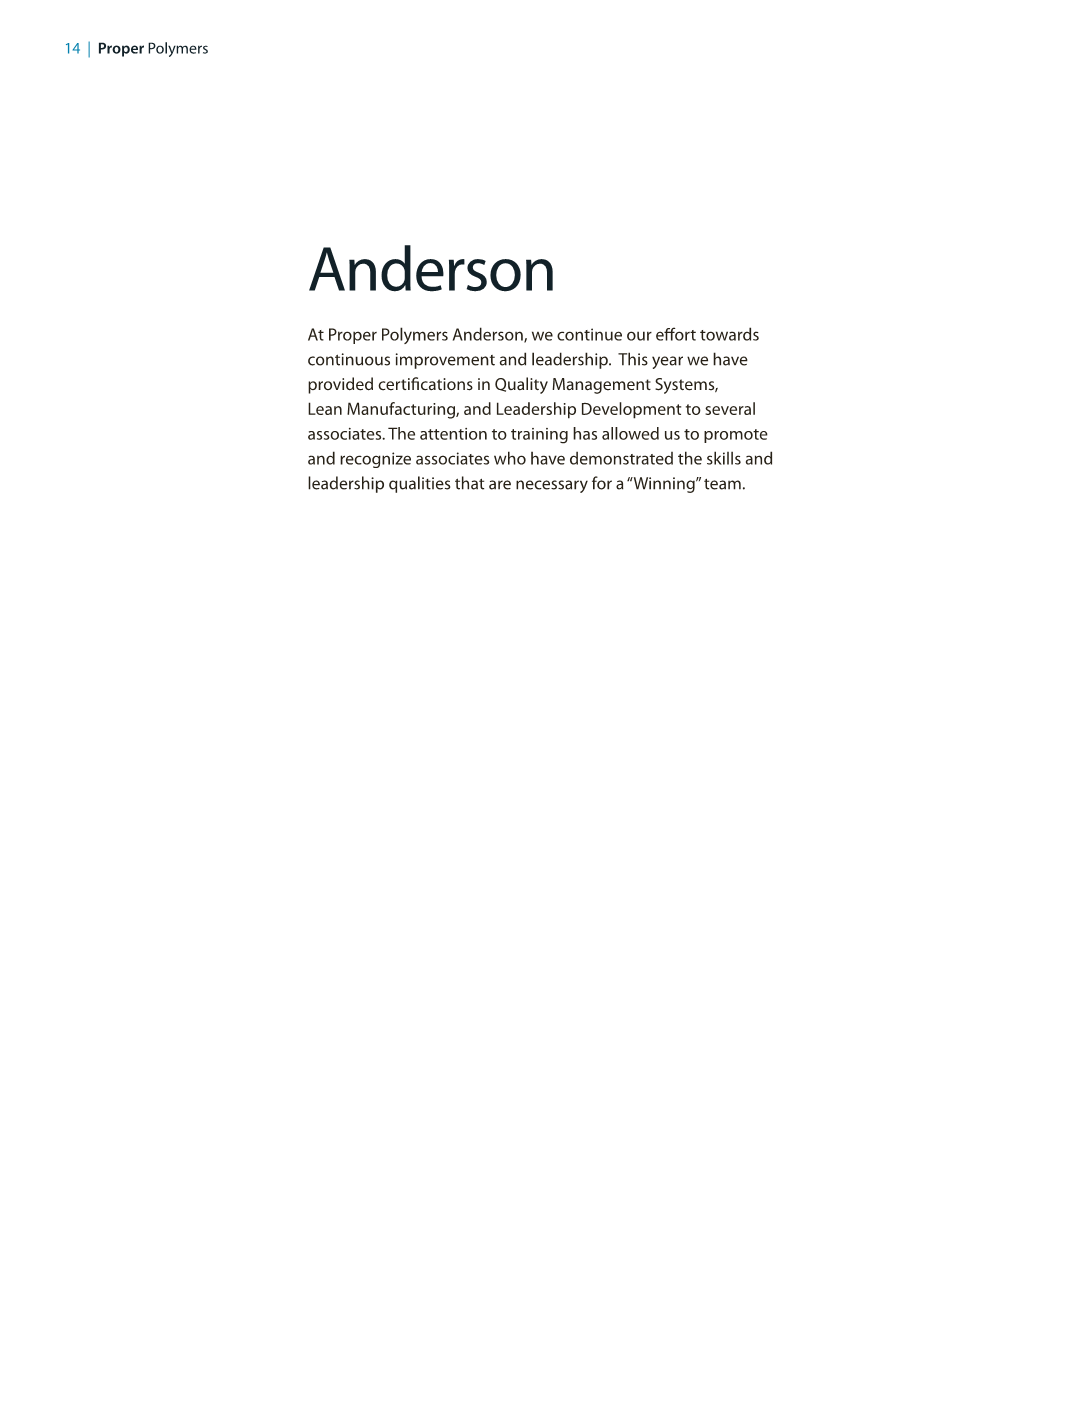 14 | Proper Polymers
Anderson
At Proper Polymers Anderson, we continue our effort towards
continuous improvement and leadership.  This year we have
provided certifications in Quality Management Systems,
Lean Manufacturing, and Leadership Development to several
associates. The attention to training has allowed us to promote
and recognize associates who have demonstrated the skills and
leadership qualities that are necessary for a “Winning” team.